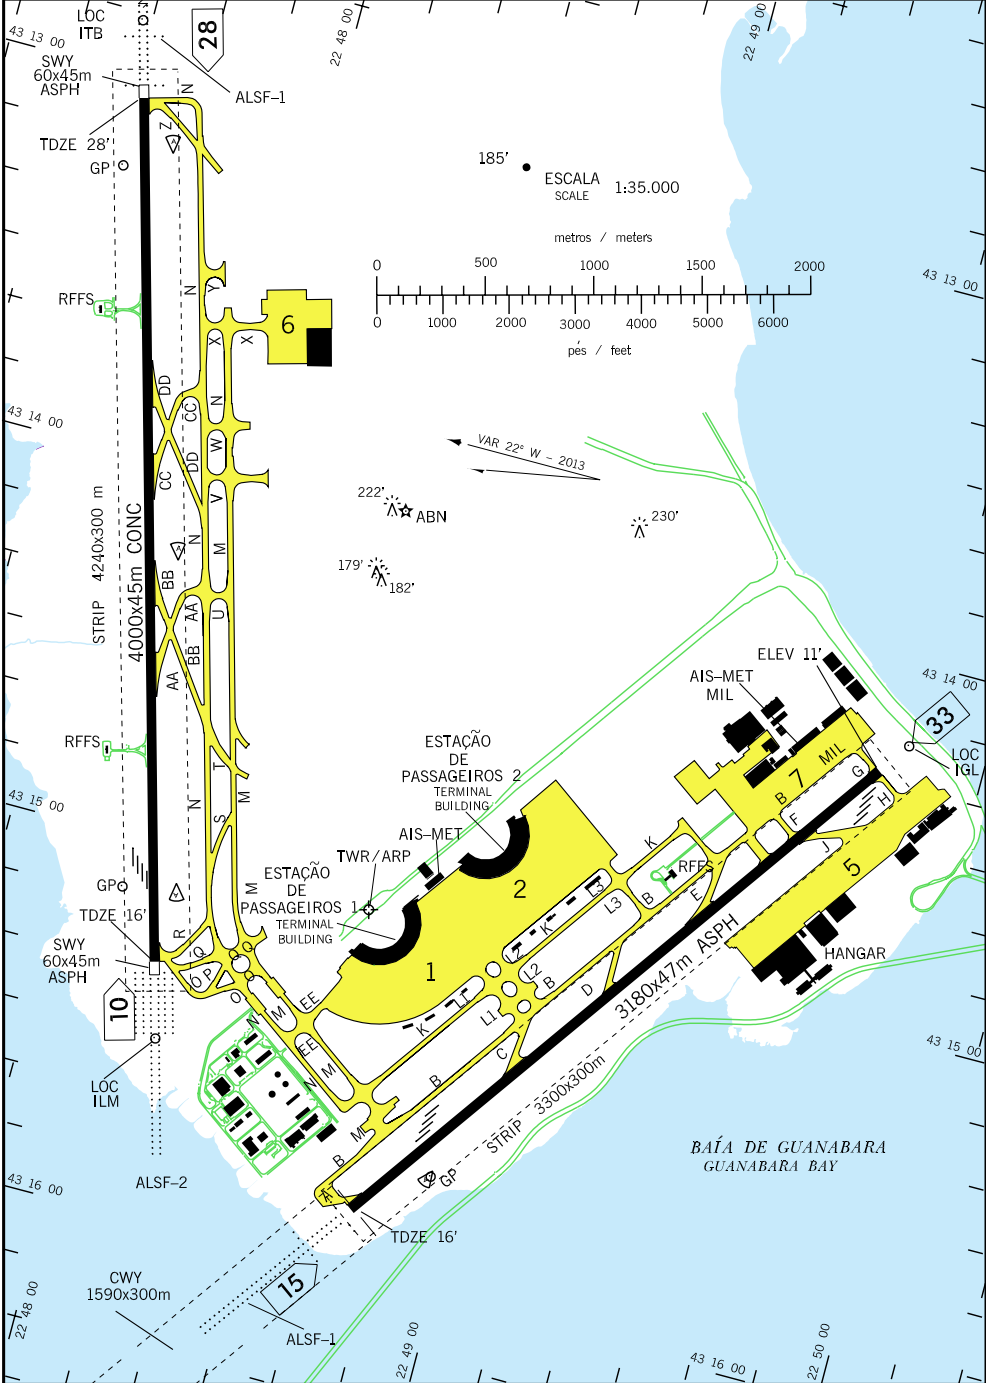 LOC
ITB
43 13 00
28
22 48 00
22 49 00
SWY
60x45m
ASPH
ALSF-1
N
Z
TDZE 28'
GP
185'
ESCALA
SCALE
1:35.000
metros / meters
0 500 1000 1500 2000
0 1000 2000 3000 4000 5000 6000
pés / feet
43 13 00
RFFS
N
Y
X
X
6
DD
CC
N
43 14 00
CC
DD
W
V
VAR 22° W - 2013
222'
ABN
230'
STRIP 4240x300 m
4000x45m CONC
N
M
179'
182'
BB
AA
U
AA
BB
ELEV 11'
AIS-MET
MIL
43 14 00
33
LOC
IGL
RFFS
ESTAÇÃO
DE
PASSAGEIROS 2
TERMINAL
BUILDING
T
M
N
S
7
MIL
B
G
F
H
J
5
43 15 00
AIS-MET
TWR/ARP
K
RFFS
GP
ESTAÇÃO
DE
PASSAGEIROS 1
TERMINAL
BUILDING
M
2
L3
L3
B
E
TDZE 16'
R
Q
Q
O
P
O
O
SWY
60x45m
ASPH
1
K
L2
L2
B
D
3180x47m ASPH
HANGAR
10
EE
M
N
L1
L1
K
C
43 15 00
LOC
ILM
EE
M
N
B
STRIP 3300x300m
BAÍA DE GUANABARA
GUANABARA BAY
ALSF-2
M
B
A
GP
43 16 00
TDZE 16'
CWY
1590x300m
15
ALSF-1
22 48 00
22 49 00
22 50 00
43 16 00